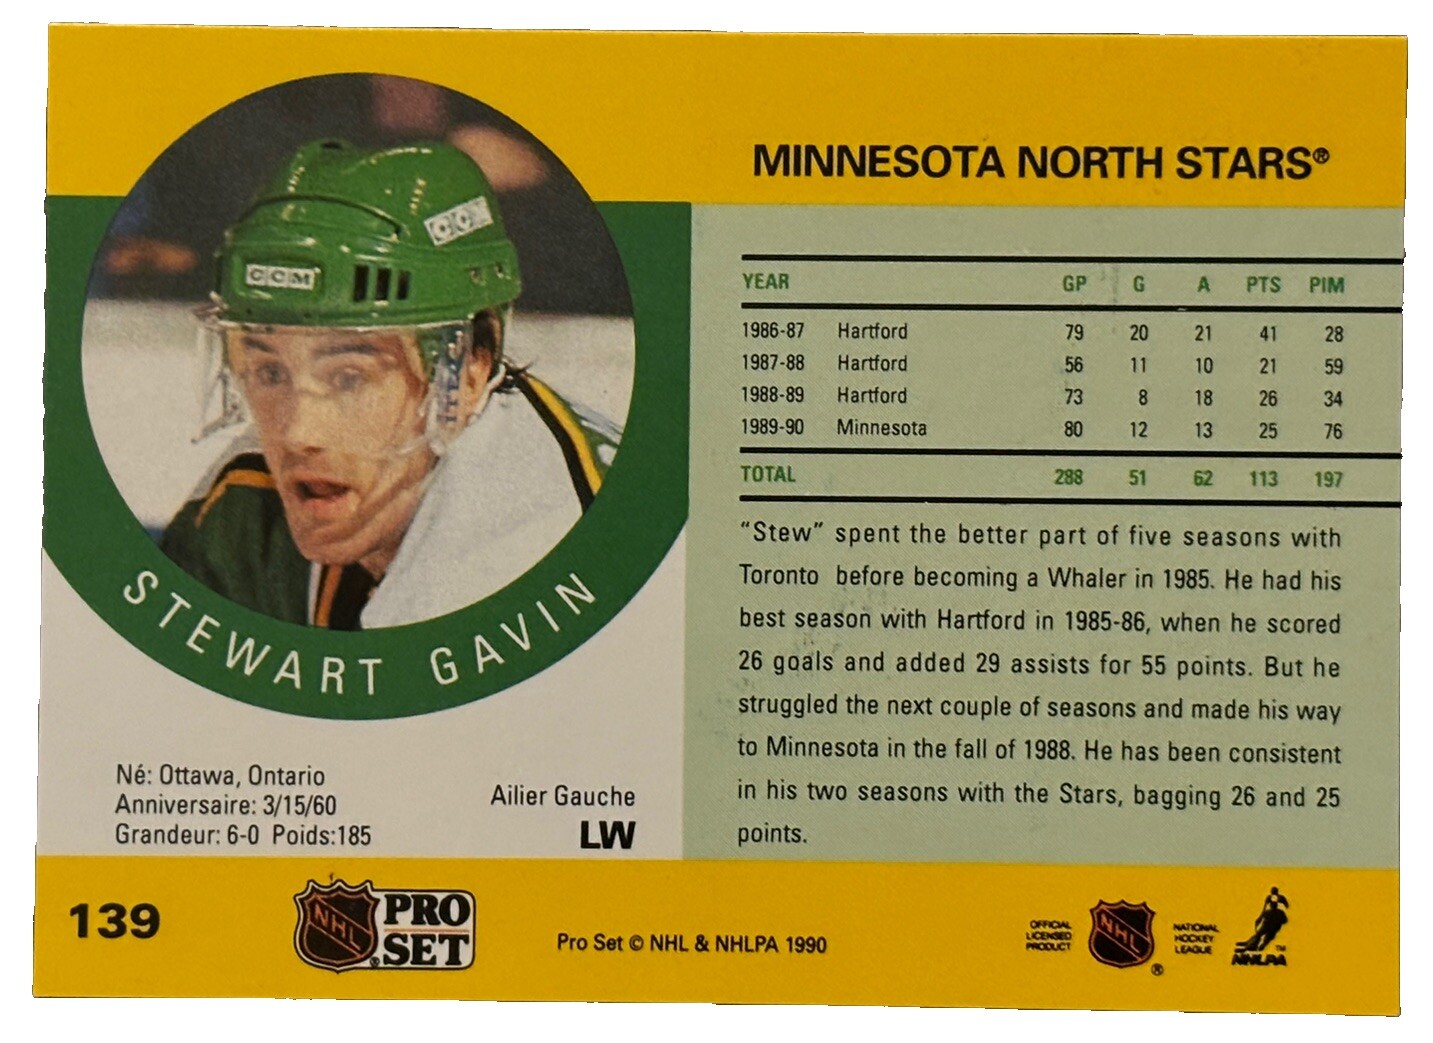 MINNESOTA NORTH STARS®
CCM
CCM
ITECH
STEWART GAVIN
YEAR GP G A PTS PIM
1986-87 Hartford 79 20 21 41 28
1987-88 Hartford 56 11 10 21 59
1988-89 Hartford 73 8 18 26 34
1989-90 Minnesota 80 12 13 25 76
TOTAL 288 51 62 113 197
"Stew" spent the better part of five seasons with
Toronto before becoming a Whaler in 1985. He had his
best season with Hartford in 1985-86, when he scored
26 goals and added 29 assists for 55 points. But he
struggled the next couple of seasons and made his way
to Minnesota in the fall of 1988. He has been consistent
in his two seasons with the Stars, bagging 26 and 25
points.
Né: Ottawa, Ontario
Anniversaire: 3/15/60
Grandeur: 6-0 Poids:185
Ailier Gauche
LW
139
NHL
PRO
SET
Pro Set © NHL & NHLPA 1990
OFFICIAL
LICENSED
PRODUCT
NHL
®
NATIONAL
HOCKEY
LEAGUE
NHLPA
™